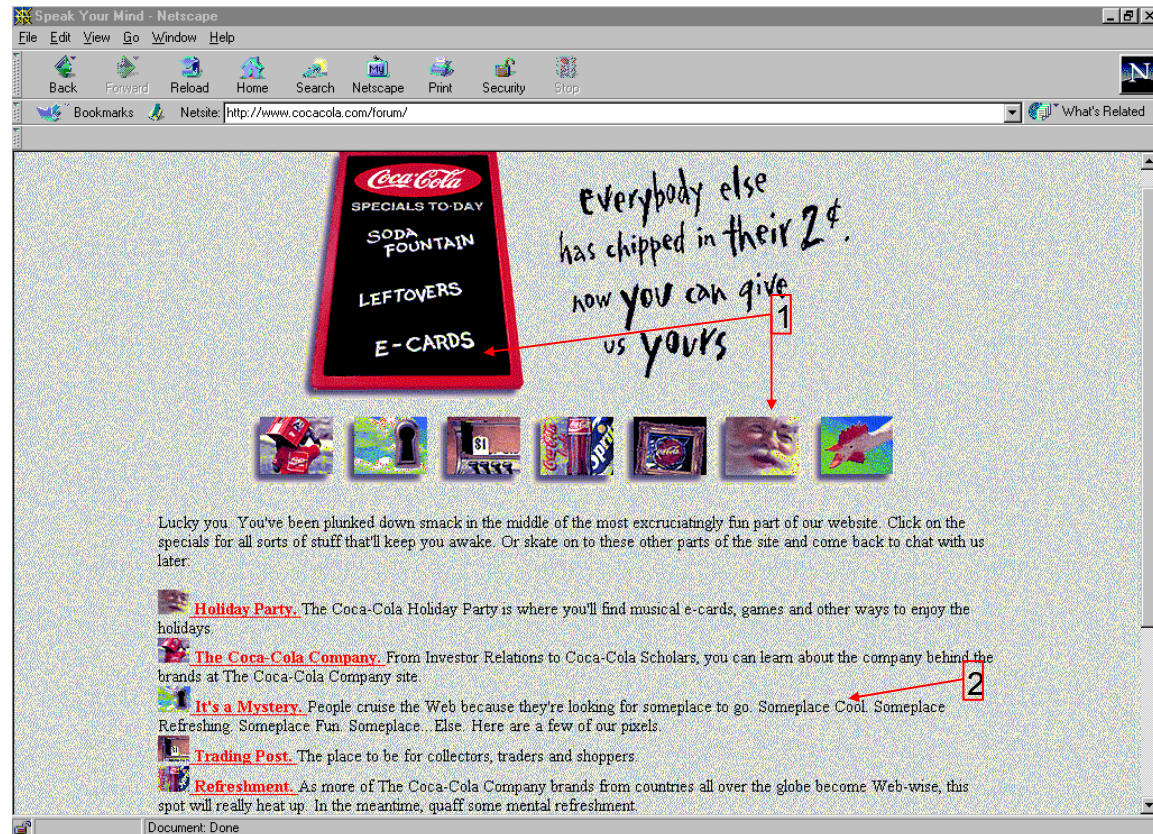 Speak Your Mind - Netscape
File Edit View Go Window Help
Back Forward Reload Home Search Netscape Print Security Stop
My
N
Bookmarks Netsite: http://www.cocacola.com/forum/ What's Related
Coca-Cola
SPECIALS TO-DAY
SODA
FOUNTAIN
LEFTOVERS
E-CARDS
everybody else
has chipped in their 2¢.
now you can give
us yours
1
81
Coca-Cola
Sprite
Lucky you. You've been plunked down smack in the middle of the most excruciatingly fun part of our website. Click on the
specials for all sorts of stuff that'll keep you awake. Or skate on to these other parts of the site and come back to chat with us
later:
Holiday Party. The Coca-Cola Holiday Party is where you'll find musical e-cards, games and other ways to enjoy the
holidays.
The Coca-Cola Company. From Investor Relations to Coca-Cola Scholars, you can learn about the company behind the
brands at The Coca-Cola Company site.
2
It's a Mystery. People cruise the Web because they're looking for someplace to go. Someplace Cool. Someplace
Refreshing. Someplace Fun. Someplace...Else. Here are a few of our pixels.
Trading Post. The place to be for collectors, traders and shoppers.
Refreshment. As more of The Coca-Cola Company brands from countries all over the globe become Web-wise, this
spot will really heat up. In the meantime, quaff some mental refreshment.
Document: Done